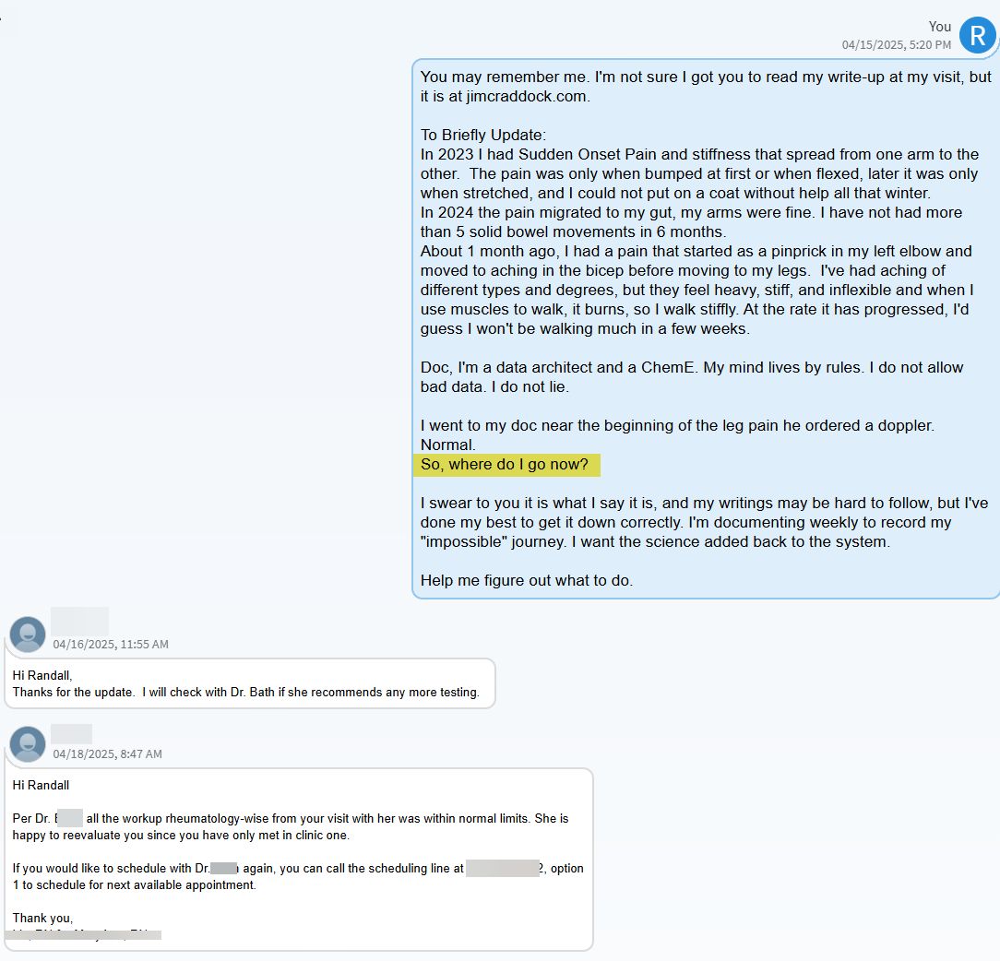 You
R
04/15/2025, 5:20 PM
You may remember me. I'm not sure I got you to read my write-up at my visit, but
it is at jimcraddock.com.
To Briefly Update:
In 2023 I had Sudden Onset Pain and stiffness that spread from one arm to the
other.  The pain was only when bumped at first or when flexed, later it was only
when stretched, and I could not put on a coat without help all that winter.
In 2024 the pain migrated to my gut, my arms were fine. I have not had more
than 5 solid bowel movements in 6 months.
About 1 month ago, I had a pain that started as a pinprick in my left elbow and
moved to aching in the bicep before moving to my legs.  I've had aching of
different types and degrees, but they feel heavy, stiff, and inflexible and when I
use muscles to walk, it burns, so I walk stiffly. At the rate it has progressed, I'd
guess I won't be walking much in a few weeks.
Doc, I'm a data architect and a ChemE. My mind lives by rules. I do not allow
bad data. I do not lie.
I went to my doc near the beginning of the leg pain he ordered a doppler.
Normal.
So, where do I go now?
I swear to you it is what I say it is, and my writings may be hard to follow, but I've
done my best to get it down correctly. I'm documenting weekly to record my
"impossible" journey. I want the science added back to the system.
Help me figure out what to do.
04/16/2025, 11:55 AM
Hi Randall,
Thanks for the update.  I will check with Dr. Bath if she recommends any more testing.
04/18/2025, 8:47 AM
Hi Randall
Per Dr. all the workup rheumatology-wise from your visit with her was within normal limits. She is
happy to reevaluate you since you have only met in clinic one.
If you would like to schedule with Dr. again, you can call the scheduling line at 2, option
1 to schedule for next available appointment.
Thank you,